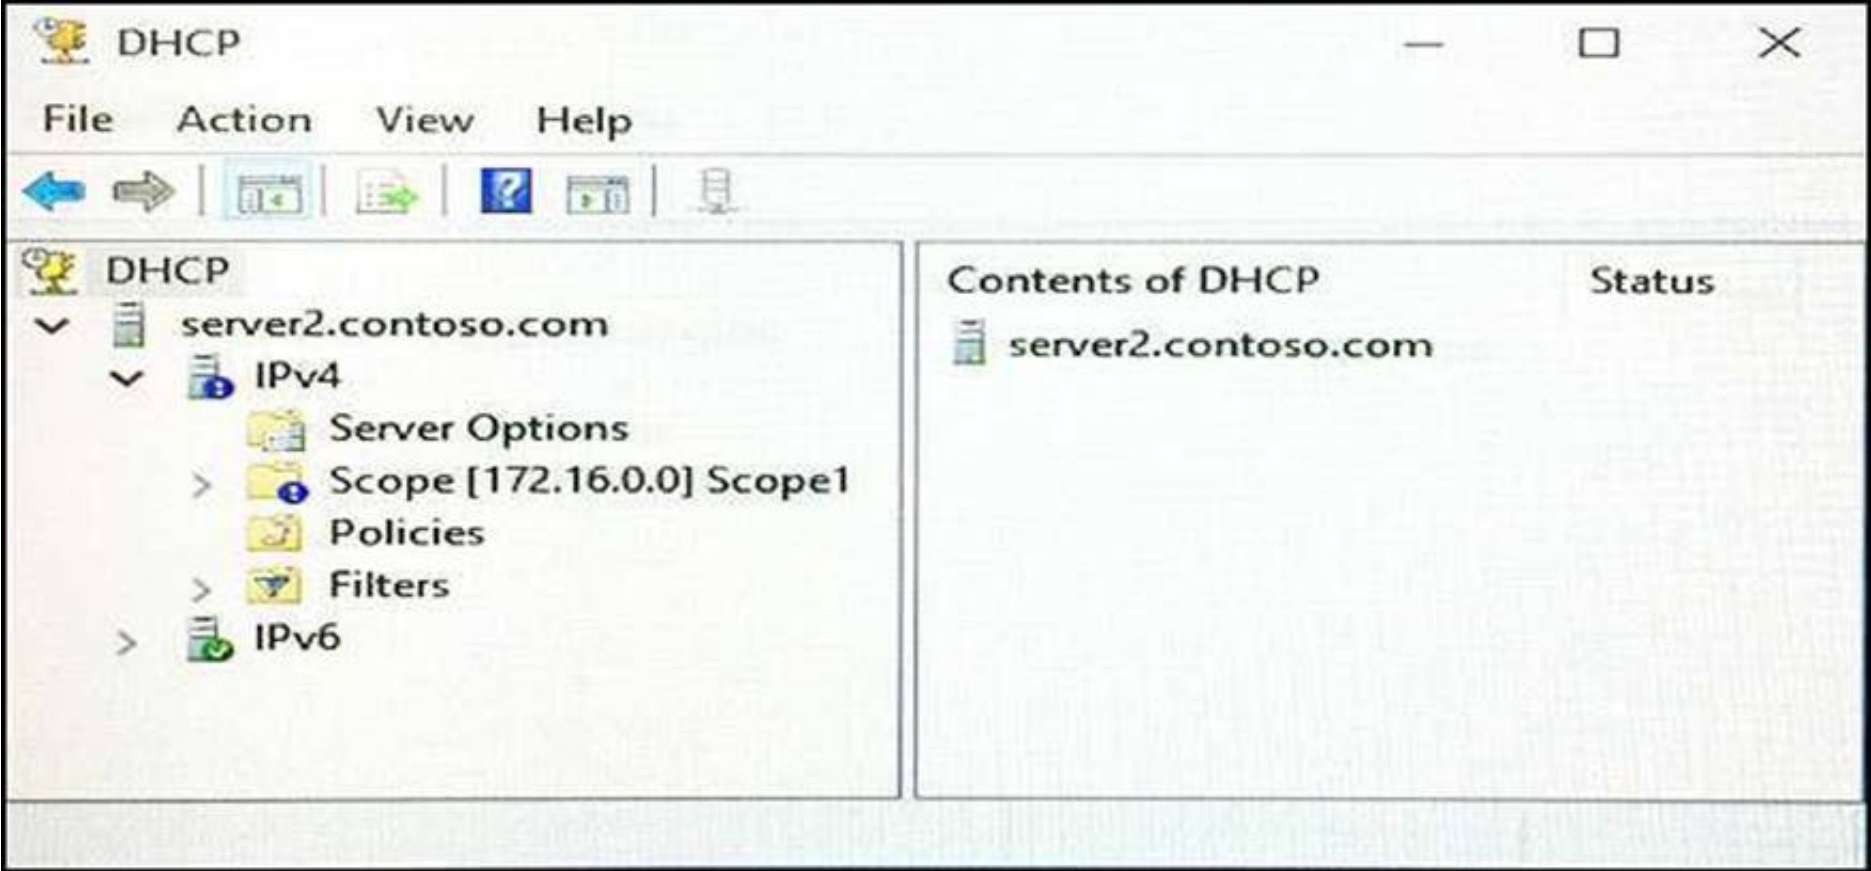 DHCP
File Action View Help
DHCP
server2.contoso.com
IPv4
Server Options
Scope [172.16.0.0] Scope1
Policies
Filters
IPv6
Contents of DHCP Status
server2.contoso.com